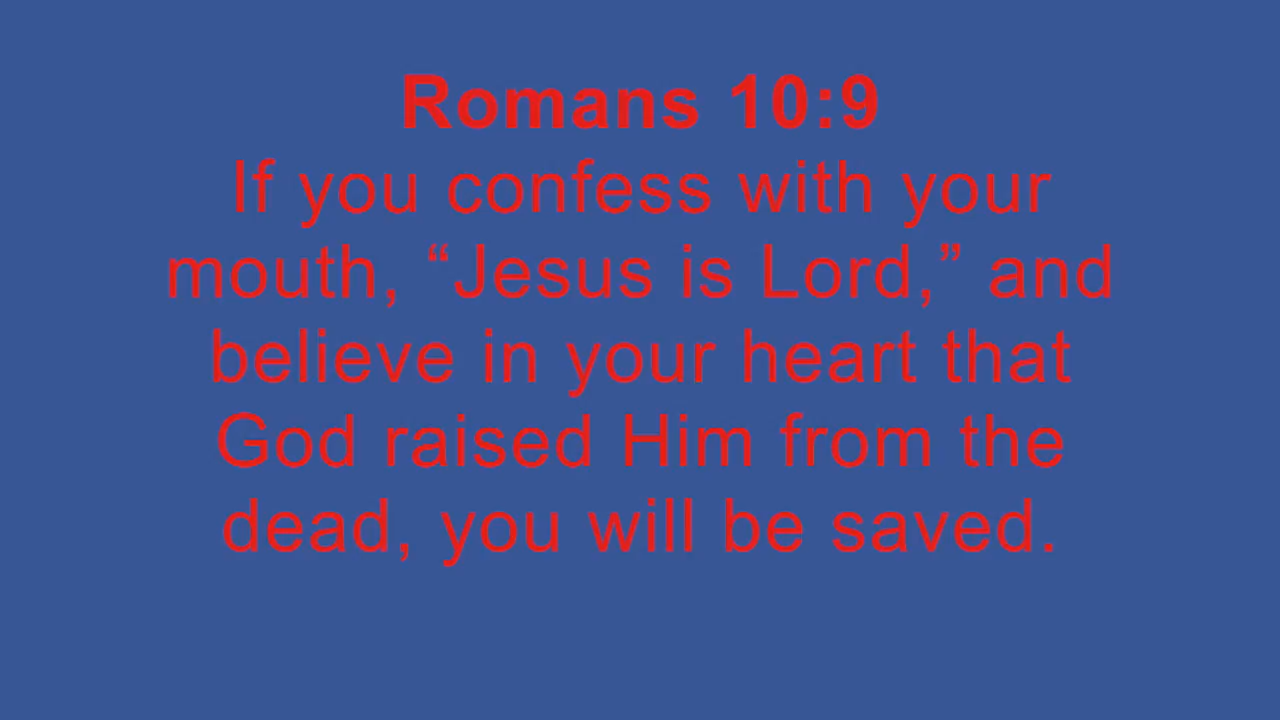 Romans 10:9
If you confess with your
mouth, “Jesus is Lord,” and
believe in your heart that
God raised Him from the
dead, you will be saved.